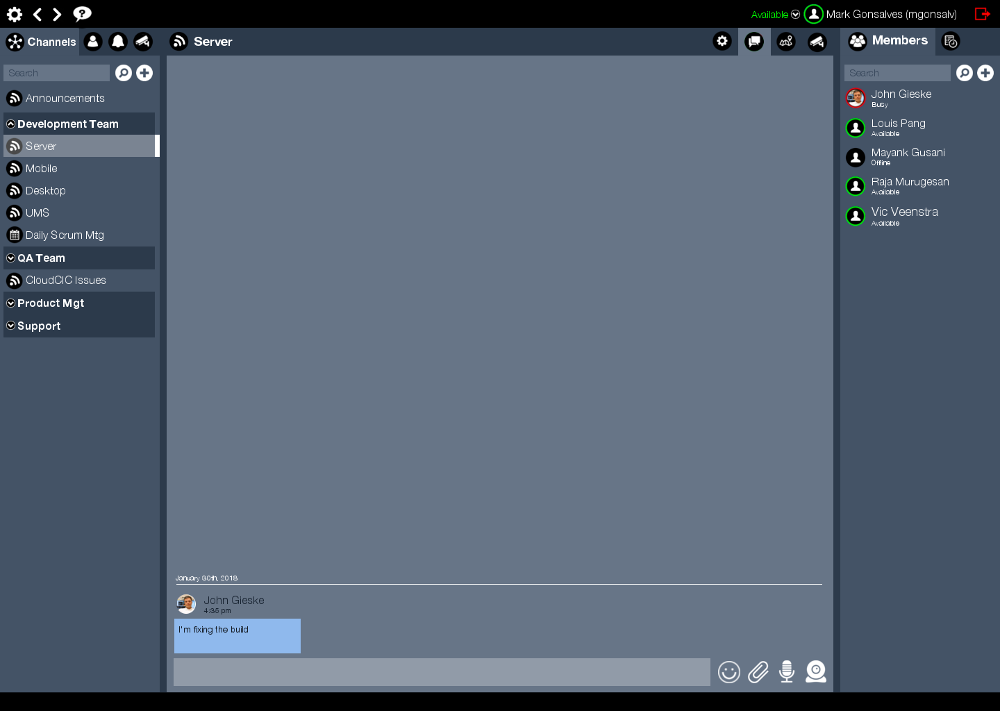 Available
Mark Gonsalves (mgonsalv)
Channels
Server
Members
Search
Announcements
Development Team
Server
Mobile
Desktop
UMS
Daily Scrum Mtg
QA Team
CloudCIC Issues
Product Mgt
Support
January 30th, 2018
John Gieske
4:35 pm
I'm fixing the build
Search
John Gieske
Busy
Louis Pang
Available
Mayank Gusani
Offline
Raja Murugesan
Available
Vic Veenstra
Available